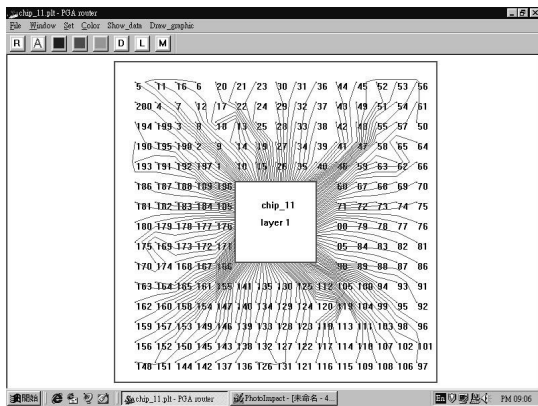 chip_11.plt - PGA router
File Window Set Color Show_data Draw_graphic
R A D L M
5 11 16 6 20 21 23 30 31 36 44 45 52 53 56
200 4 7 12 17 22 24 29 32 37 43 49 51 54 61
194 199 3 8 18 13 25 28 33 38 42 48 55 57 50
190 195 198 2 9 14 19 27 34 39 41 47 58 65 64
193 191 192 197 1 10 15 26 35 40 46 59 63 62 66
186 187 188 189 196 60 67 68 69 70
181 182 183 184 185 71 72 73 74 75
chip_11
layer 1
180 179 178 177 176 80 79 78 77 76
175 169 173 172 171 85 84 83 82 81
170 174 168 167 166 90 89 88 87 86
163 164 165 161 155 141 135 130 125 112 105 100 94 93 91
162 160 158 154 147 140 134 129 124 120 119 104 99 95 92
159 157 153 149 146 139 133 128 123 118 113 111 103 98 96
156 152 150 145 143 138 132 127 122 117 114 110 107 102 101
148 151 144 142 137 136 126 131 121 116 115 109 108 106 97
開始 chip_11.plt - PGA router PhotoImpact - [未命名 - 4... PM 09:06